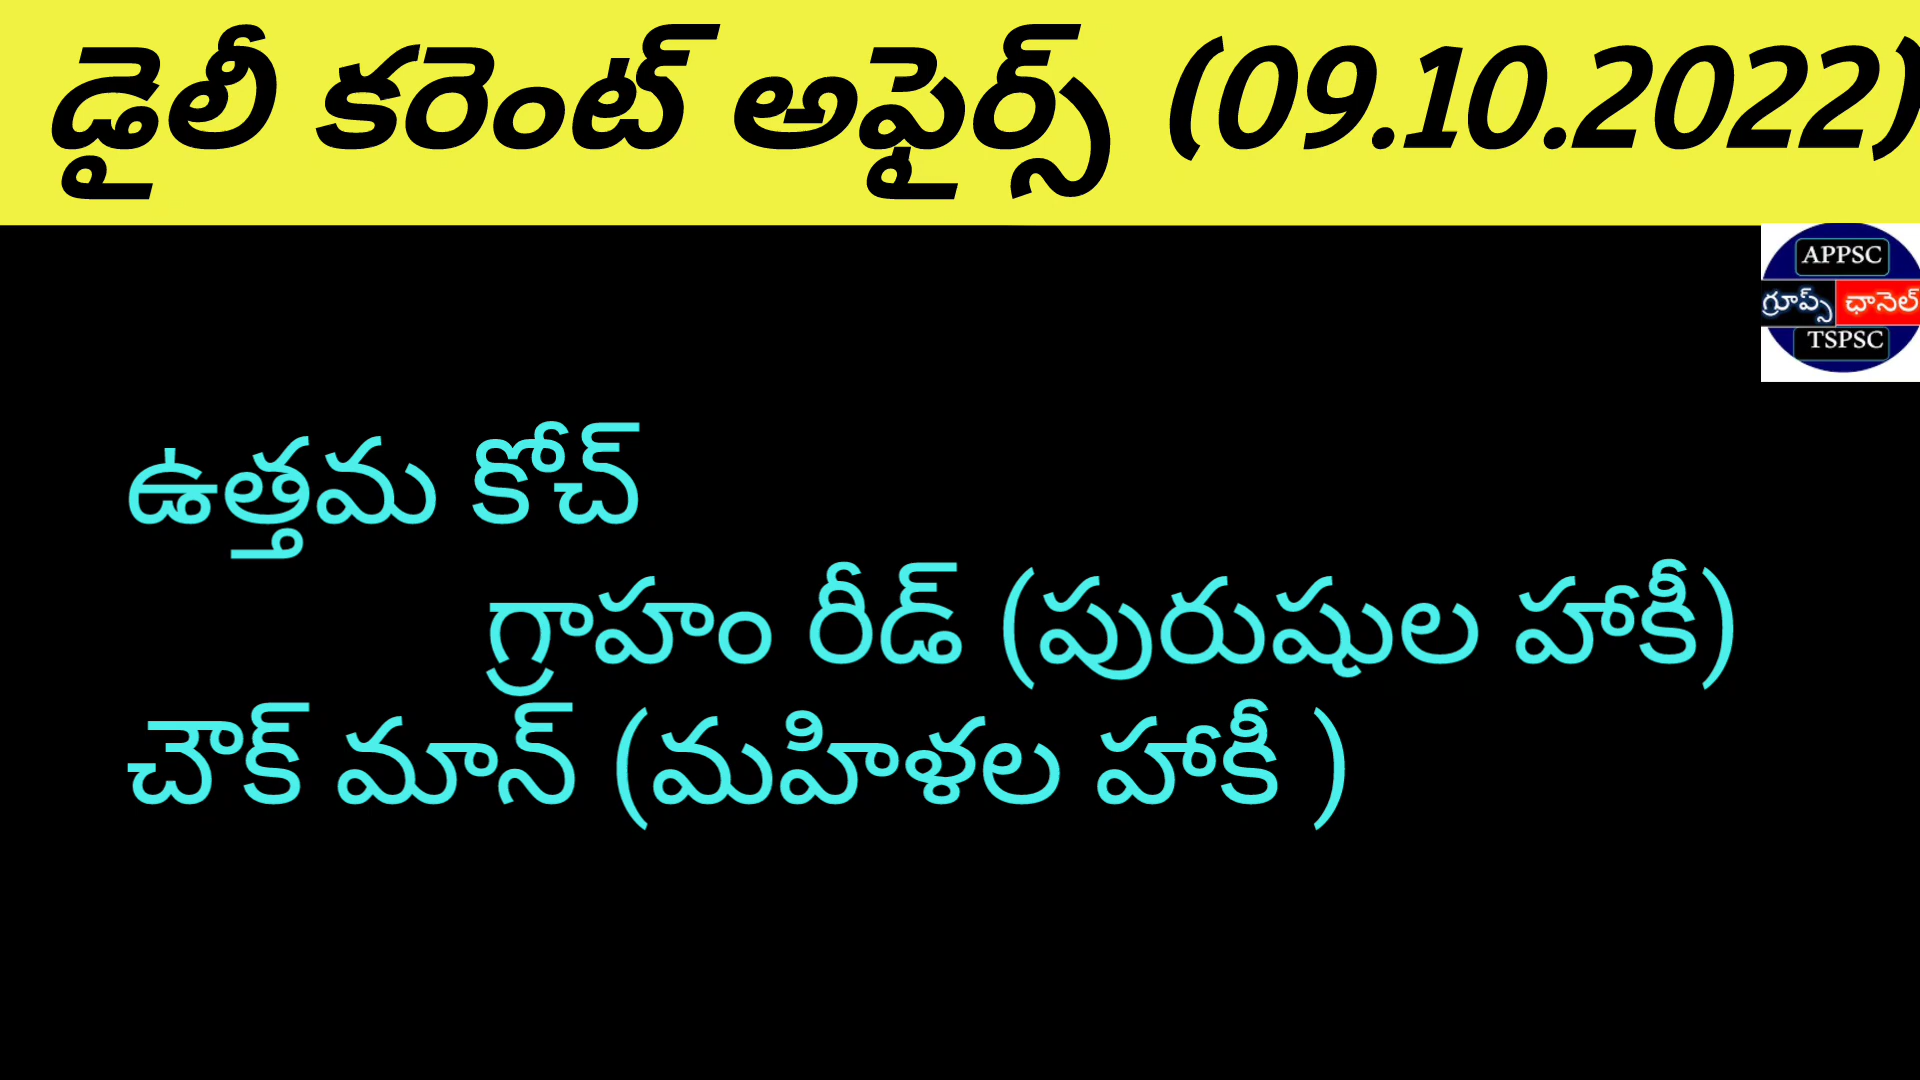 డైలీ కరెంట్ అఫైర్స్ (09.10.2022)
APPSC
గ్రూప్స్ ఛానెల్
TSPSC
ఉత్తమ కోచ్
గ్రాహం రీడ్ (పురుషుల హాకీ)
చౌక్ మాన్ (మహిళల హాకీ )